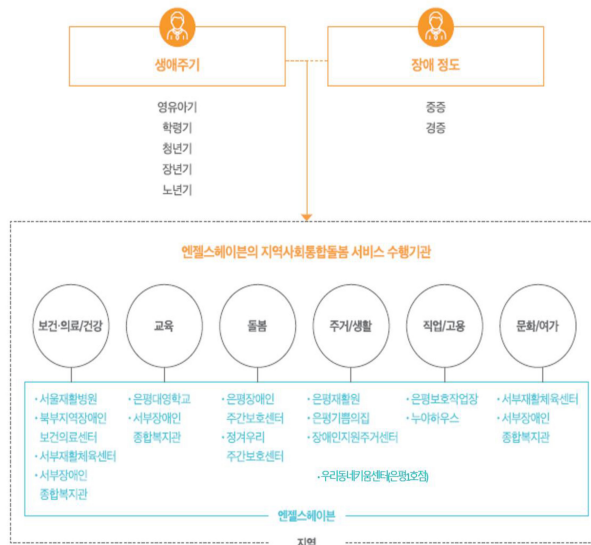 생애주기
장애 정도
영유아기
학령기
청년기
장년기
노년기
중증
경증
엔젤스헤이븐의 지역사회통합돌봄 서비스 수행기관
보건·의료/건강
교육
돌봄
주거/생활
직업/고용
문화/여가
· 서울재활병원
· 북부지역장애인
보건의료센터
· 서부재활체육센터
· 서부장애인
종합복지관
· 은평대영학교
· 서부장애인
종합복지관
· 은평장애인
주간보호센터
· 정겨우리
주간보호센터
· 은평재활원
· 은평기쁨의집
· 장애인지원주거센터
· 우리동네키움센터(은평1호점)
· 은평보호작업장
· 누야하우스
· 서부재활체육센터
· 서부장애인
종합복지관
엔젤스헤이븐
지역